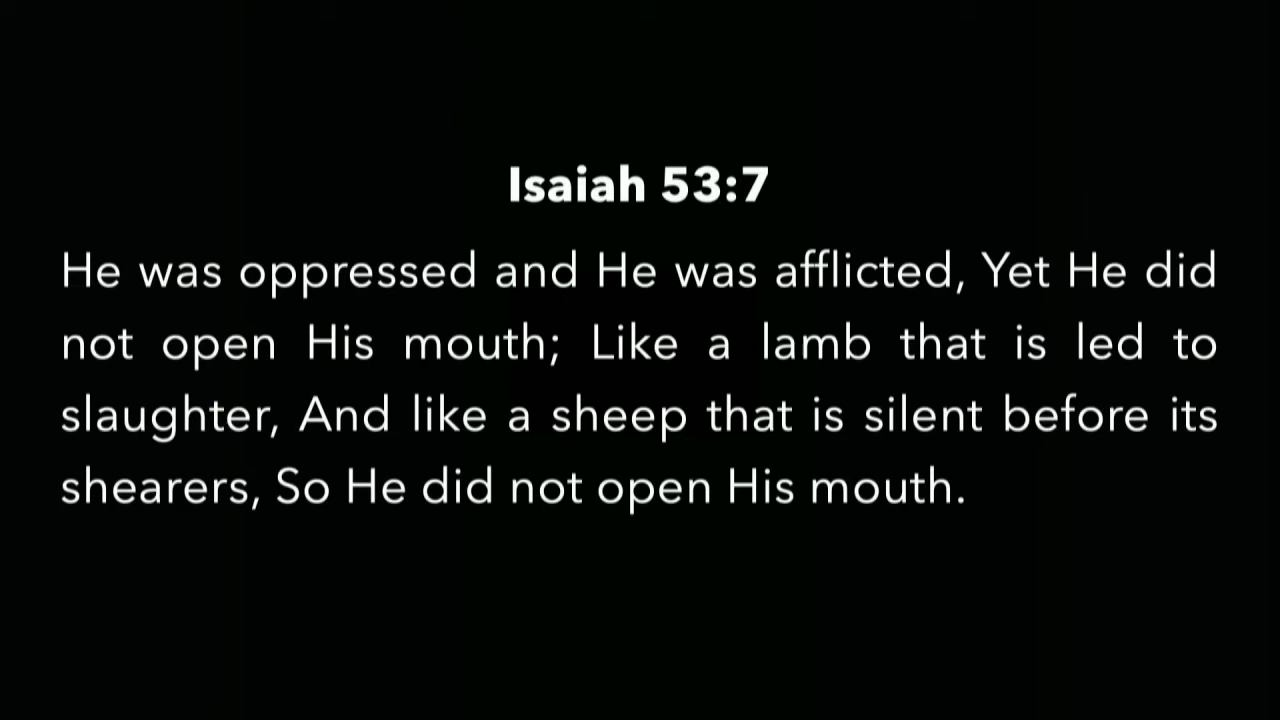 Isaiah 53:7
He was oppressed and He was afflicted, Yet He did
not open His mouth; Like a lamb that is led to
slaughter, And like a sheep that is silent before its
shearers, So He did not open His mouth.